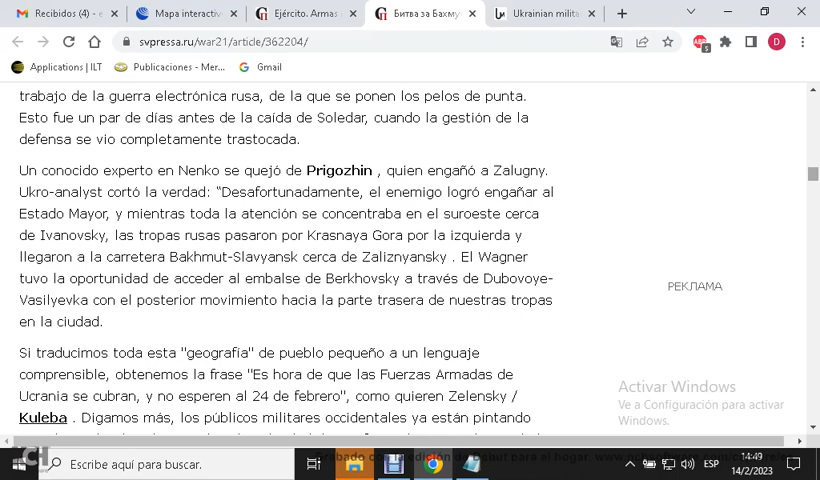 Recibidos (4) - e
Mapa interactiv
Ejército. Armas
Битва за Бахму
Ukrainian milita
svpressa.ru/war21/article/362204/
5
D
Applications | ILT
Publicaciones - Mer...
Gmail
trabajo de la guerra electrónica rusa, de la que se ponen los pelos de punta.
Esto fue un par de días antes de la caída de Soledar, cuando la gestión de la
defensa se vio completamente trastocada.
Un conocido experto en Nenko se quejó de Prigozhin , quien engañó a Zalugny.
Ukro-analyst cortó la verdad: “Desafortunadamente, el enemigo logró engañar al
Estado Mayor, y mientras toda la atención se concentraba en el suroeste cerca
de Ivanovsky, las tropas rusas pasaron por Krasnaya Gora por la izquierda y
llegaron a la carretera Bakhmut-Slavyansk cerca de Zaliznyansky . El Wagner
tuvo la oportunidad de acceder al embalse de Berkhovsky a través de Dubovoye-
Vasilyevka con el posterior movimiento hacia la parte trasera de nuestras tropas
en la ciudad.
РЕКЛАМА
Si traducimos toda esta "geografía" de pueblo pequeño a un lenguaje
comprensible, obtenemos la frase "Es hora de que las Fuerzas Armadas de
Ucrania se cubran, y no esperen al 24 de febrero", como quieren Zelensky /
Kuleba . Digamos más, los públicos militares occidentales ya están pintando
Activar Windows
Ve a Configuración para activar
Windows.
Escribe aquí para buscar.
ESP
14:49
14/2/2023